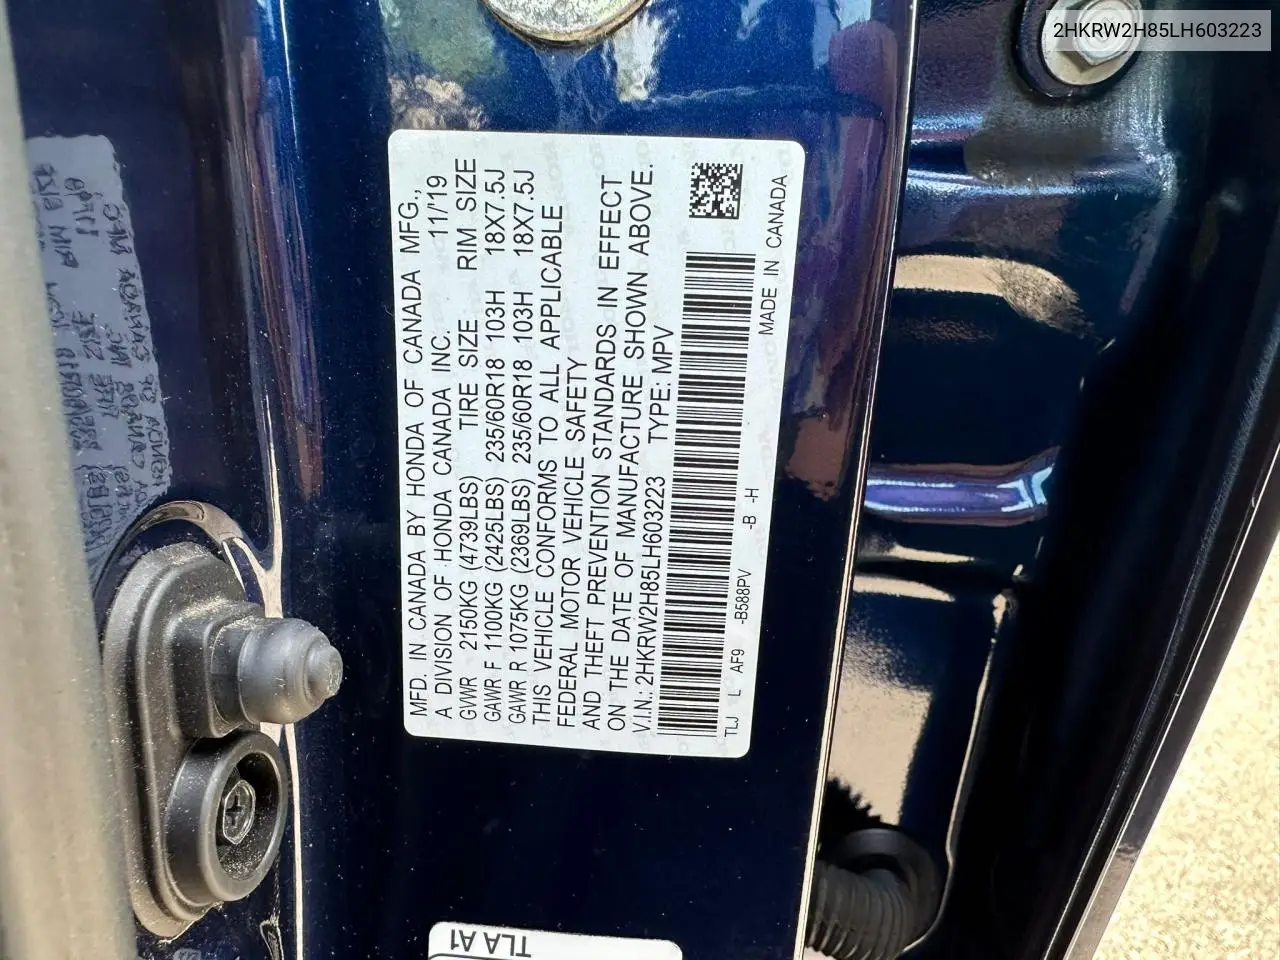 2HKRW2H85LH603223
MFD. IN CANADA BY HONDA OF CANADA MFG.,
A DIVISION OF HONDA CANADA INC. 11/19
GVWR 2150KG (4739LBS) TIRE SIZE RIM SIZE
GAWR F 1100KG (2425LBS) 235/60R18 103H 18X7.5J
GAWR R 1075KG (2369LBS) 235/60R18 103H 18X7.5J
THIS VEHICLE CONFORMS TO ALL APPLICABLE
FEDERAL MOTOR VEHICLE SAFETY
AND THEFT PREVENTION STANDARDS IN EFFECT
ON THE DATE OF MANUFACTURE SHOWN ABOVE.
V.I.N.: 2HKRW2H85LH603223 TYPE: MPV
TLJ L AF9 -B588PV -B -H
MADE IN CANADA
TLA A1